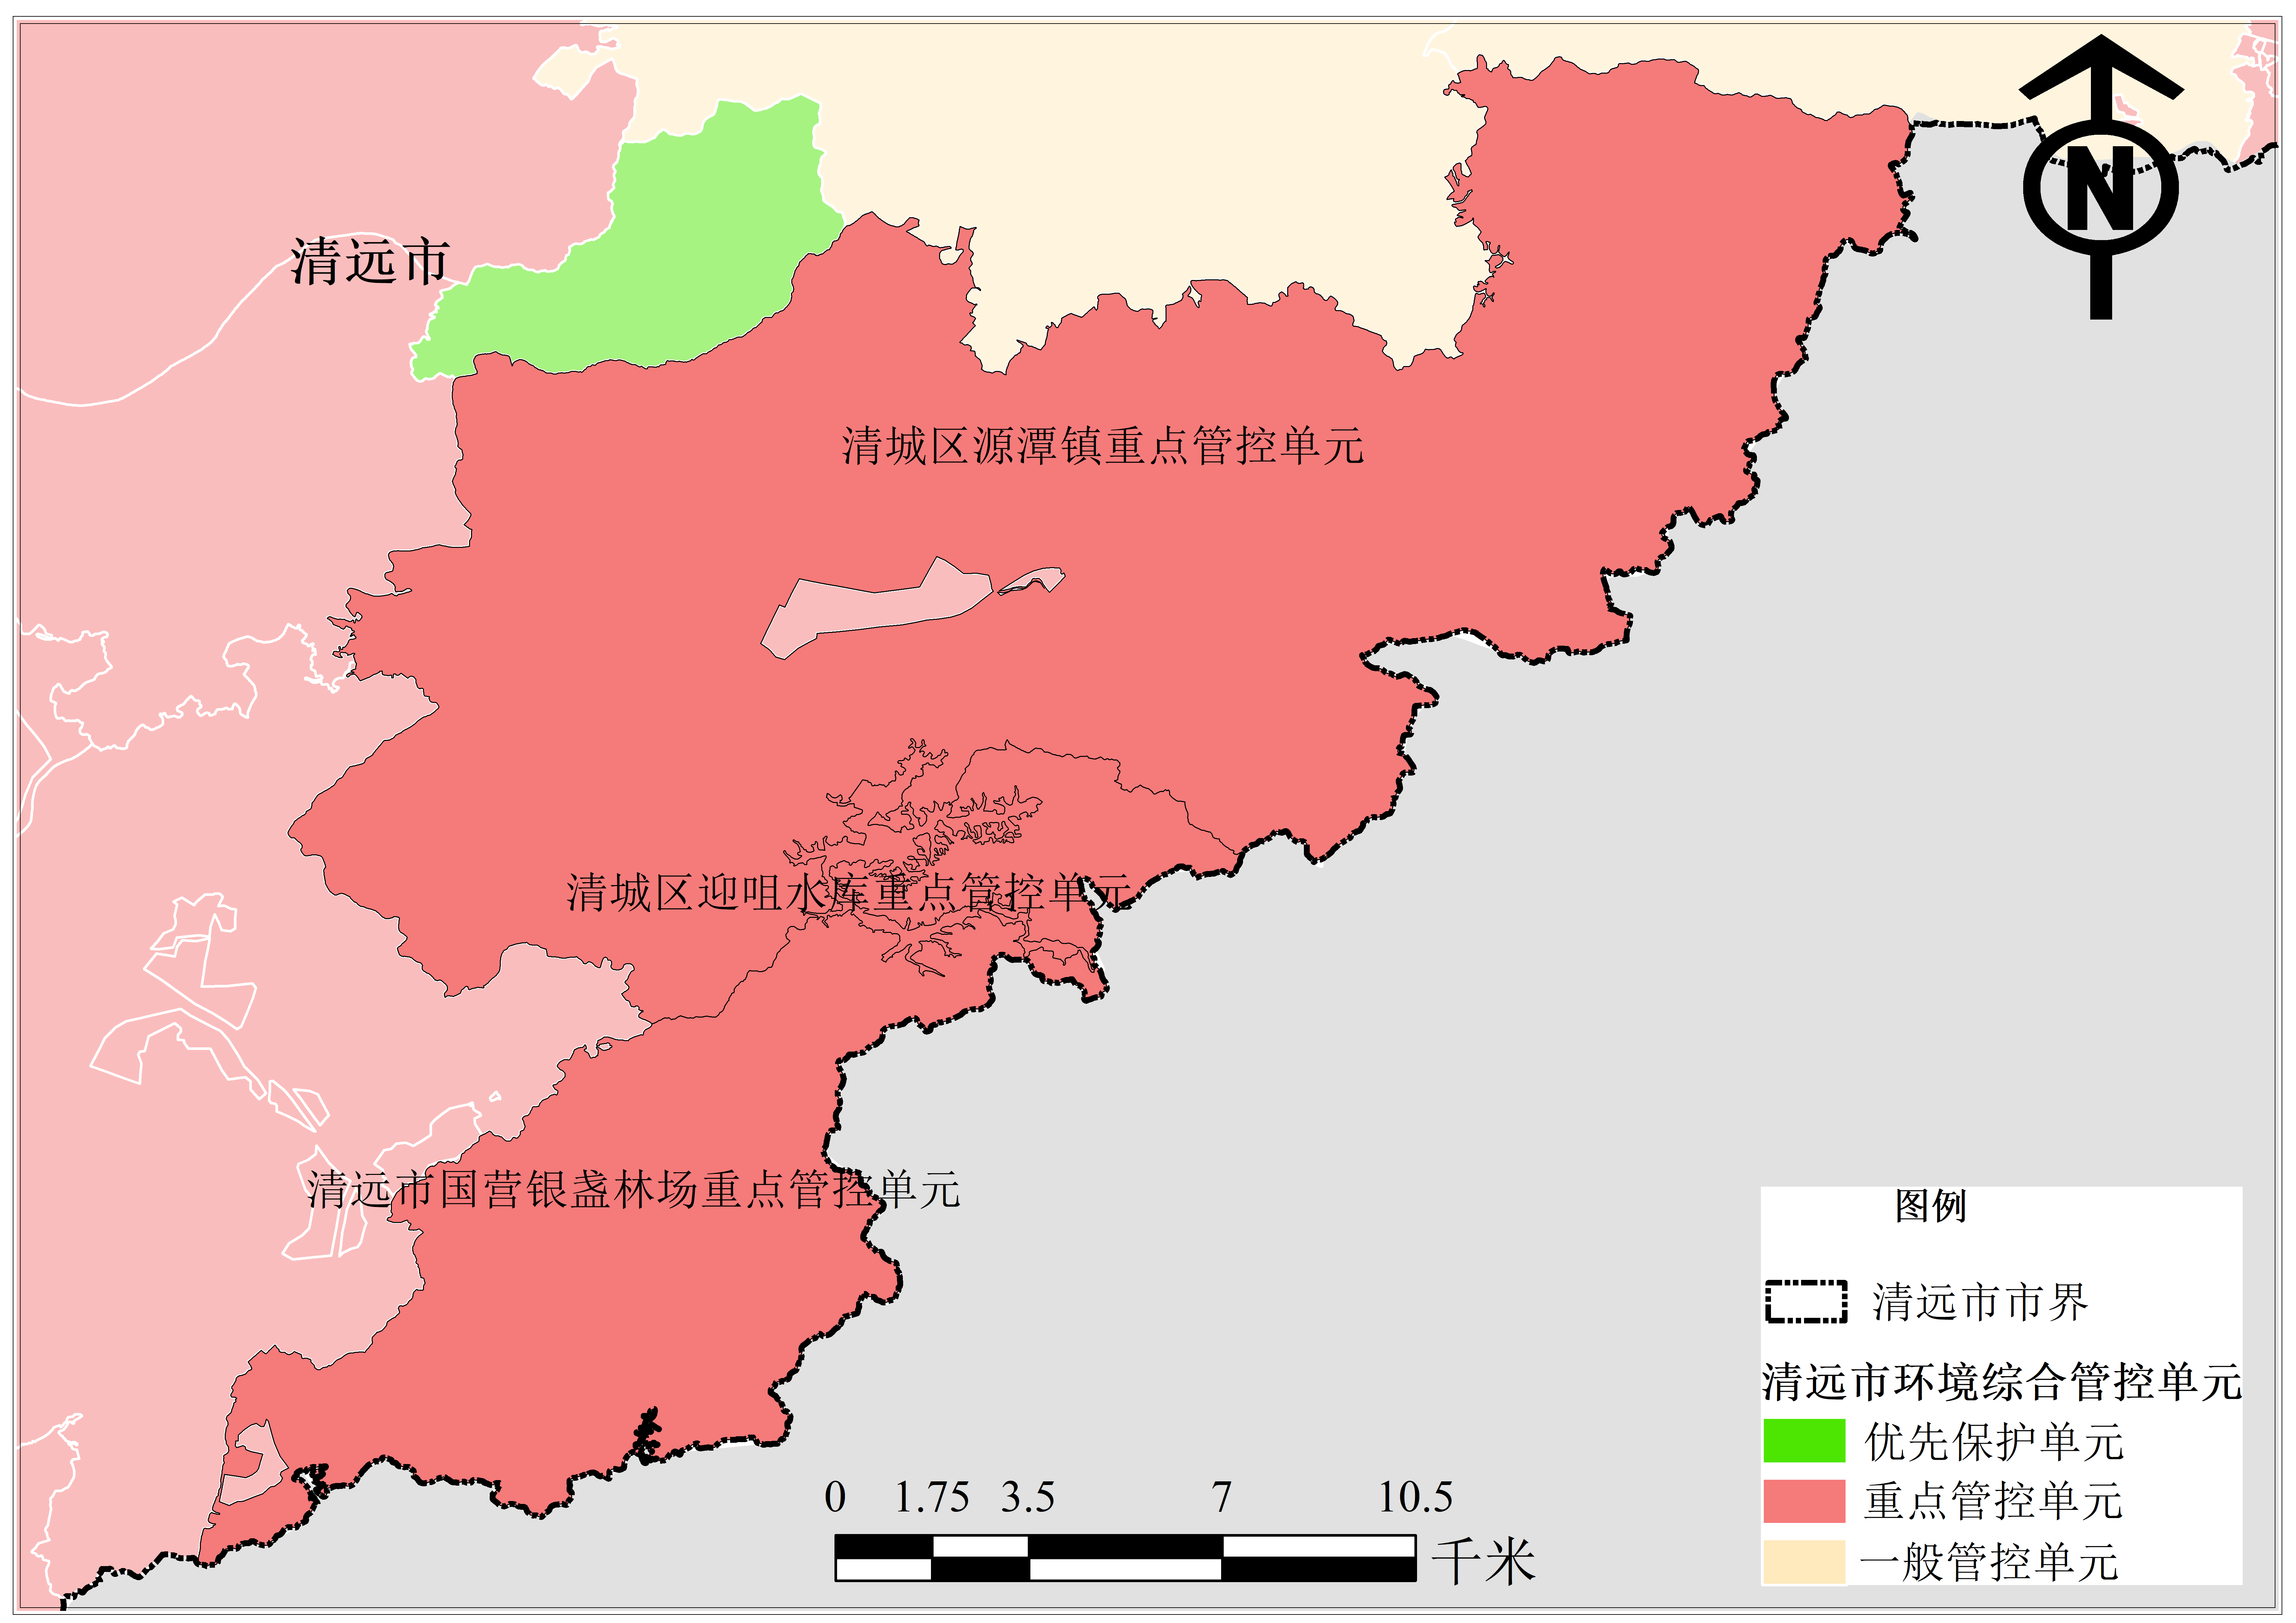 N
清远市
清城区源潭镇重点管控单元
清城区迎咀水库重点管控单元
清远市国营银盏林场重点管控单元
图例
清远市市界
清远市环境综合管控单元
优先保护单元
重点管控单元
一般管控单元
0 1.75 3.5 7 10.5
千米